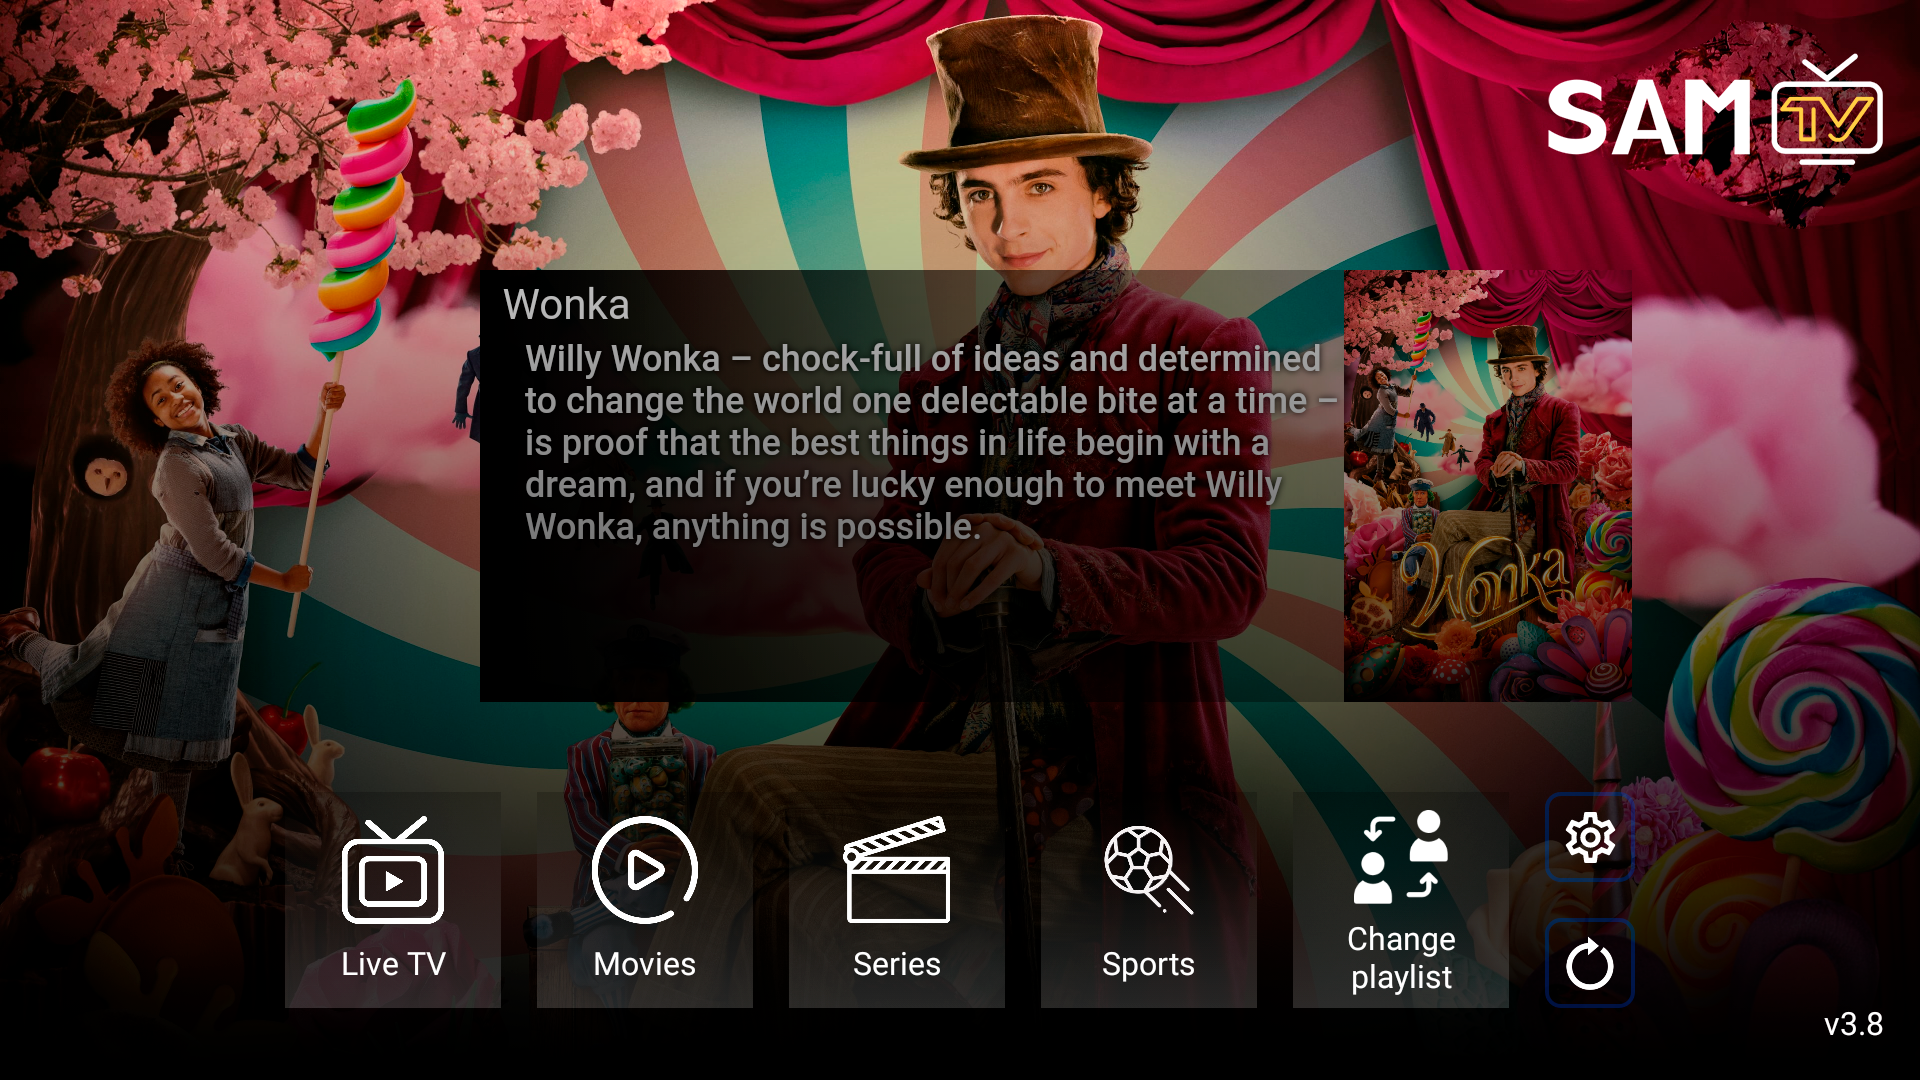 SAM TV
Wonka
Willy Wonka – chock-full of ideas and determined
to change the world one delectable bite at a time –
is proof that the best things in life begin with a
dream, and if you’re lucky enough to meet Willy
Wonka, anything is possible.
Wonka
Live TV
Movies
Series
Sports
Change
playlist
v3.8